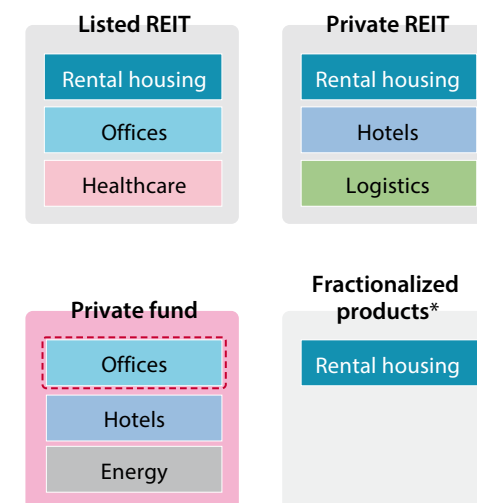 Listed REIT
Rental housing
Offices
Healthcare
Private REIT
Rental housing
Hotels
Logistics
Private fund
Offices
Hotels
Energy
Fractionalized
products*
Rental housing